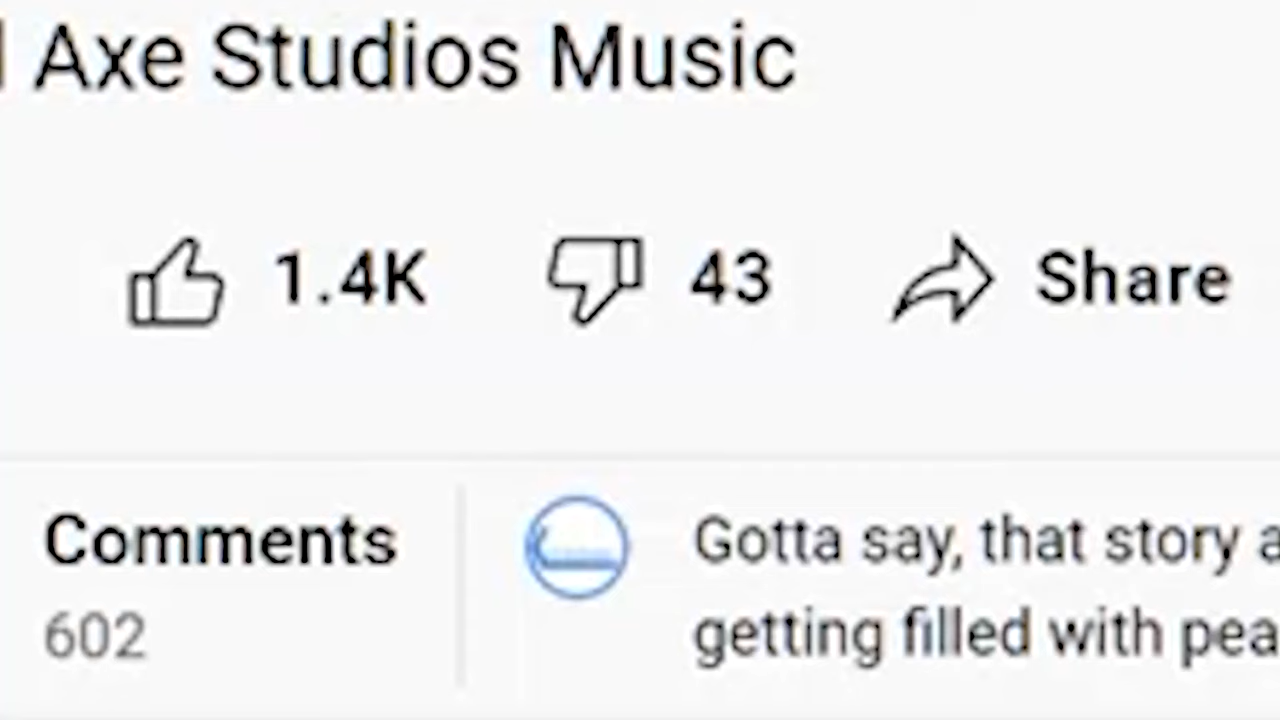 Axe Studios Music
1.4K 43 Share
Comments
602
Gotta say, that story
getting filled with